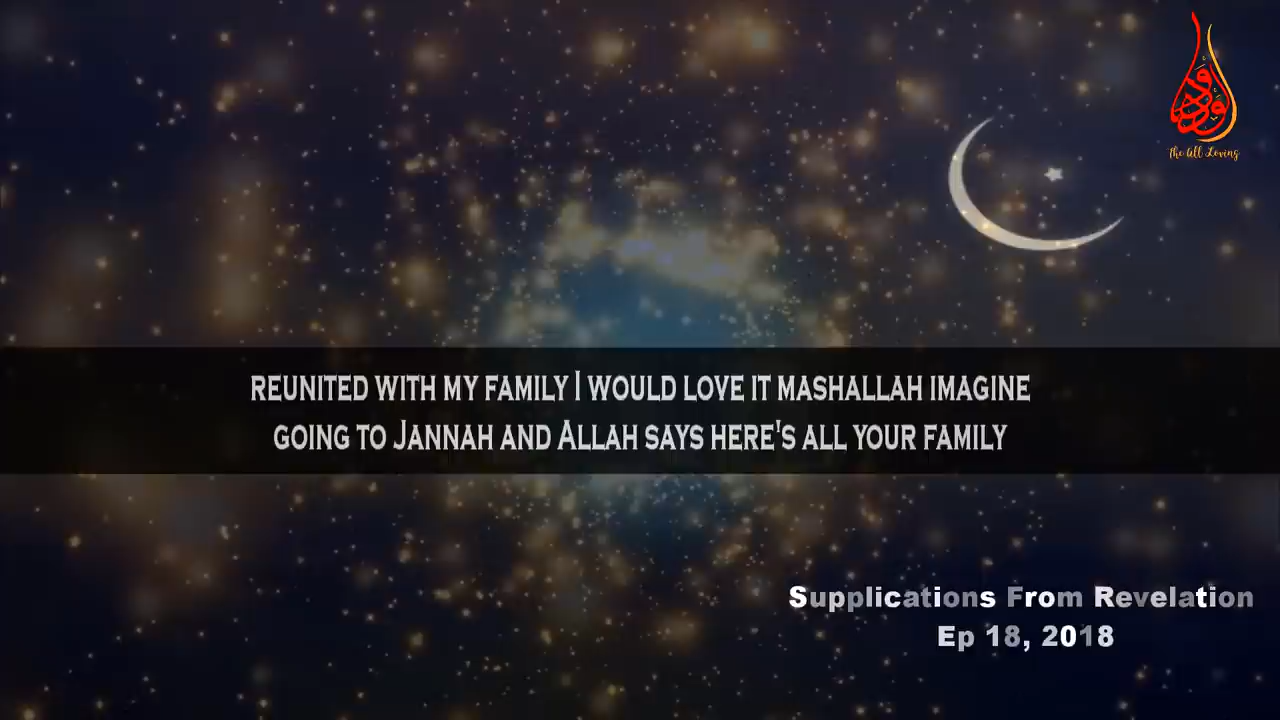 الودود
The All Loving
REUNITED WITH MY FAMILY I WOULD LOVE IT MASHALLAH IMAGINE
GOING TO JANNAH AND ALLAH SAYS HERE'S ALL YOUR FAMILY
Supplications From Revelation
Ep 18, 2018